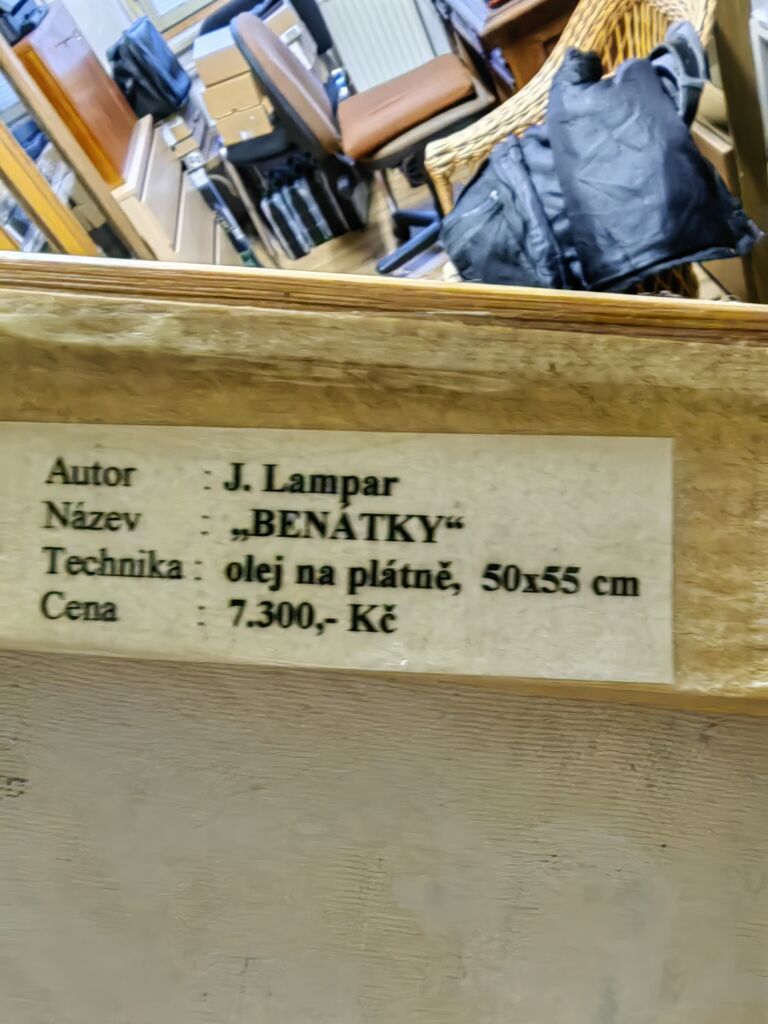 Autor : J. Lampar
Název : „BENÁTKY“
Technika : olej na plátně, 50x55 cm
Cena : 7.300,- Kč